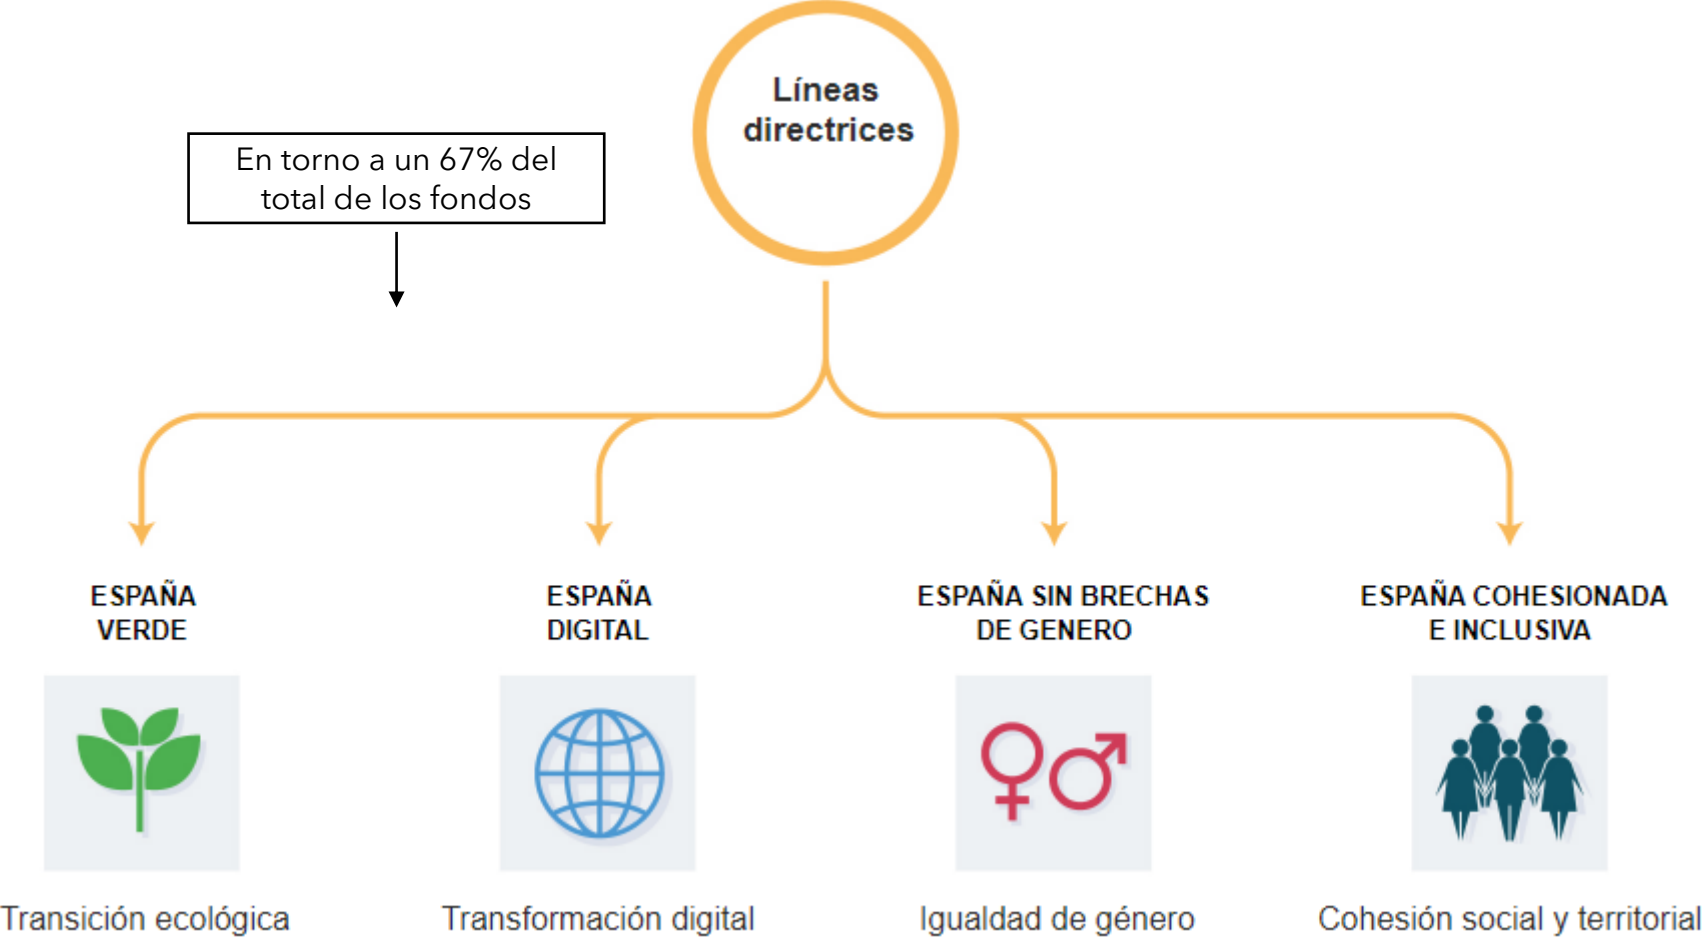 Líneas
directrices
En torno a un 67% del
total de los fondos
ESPAÑA
VERDE
ESPAÑA
DIGITAL
ESPAÑA SIN BRECHAS
DE GENERO
ESPAÑA COHESIONADA
E INCLUSIVA
Transición ecológica
Transformación digital
Igualdad de género
Cohesión social y territorial